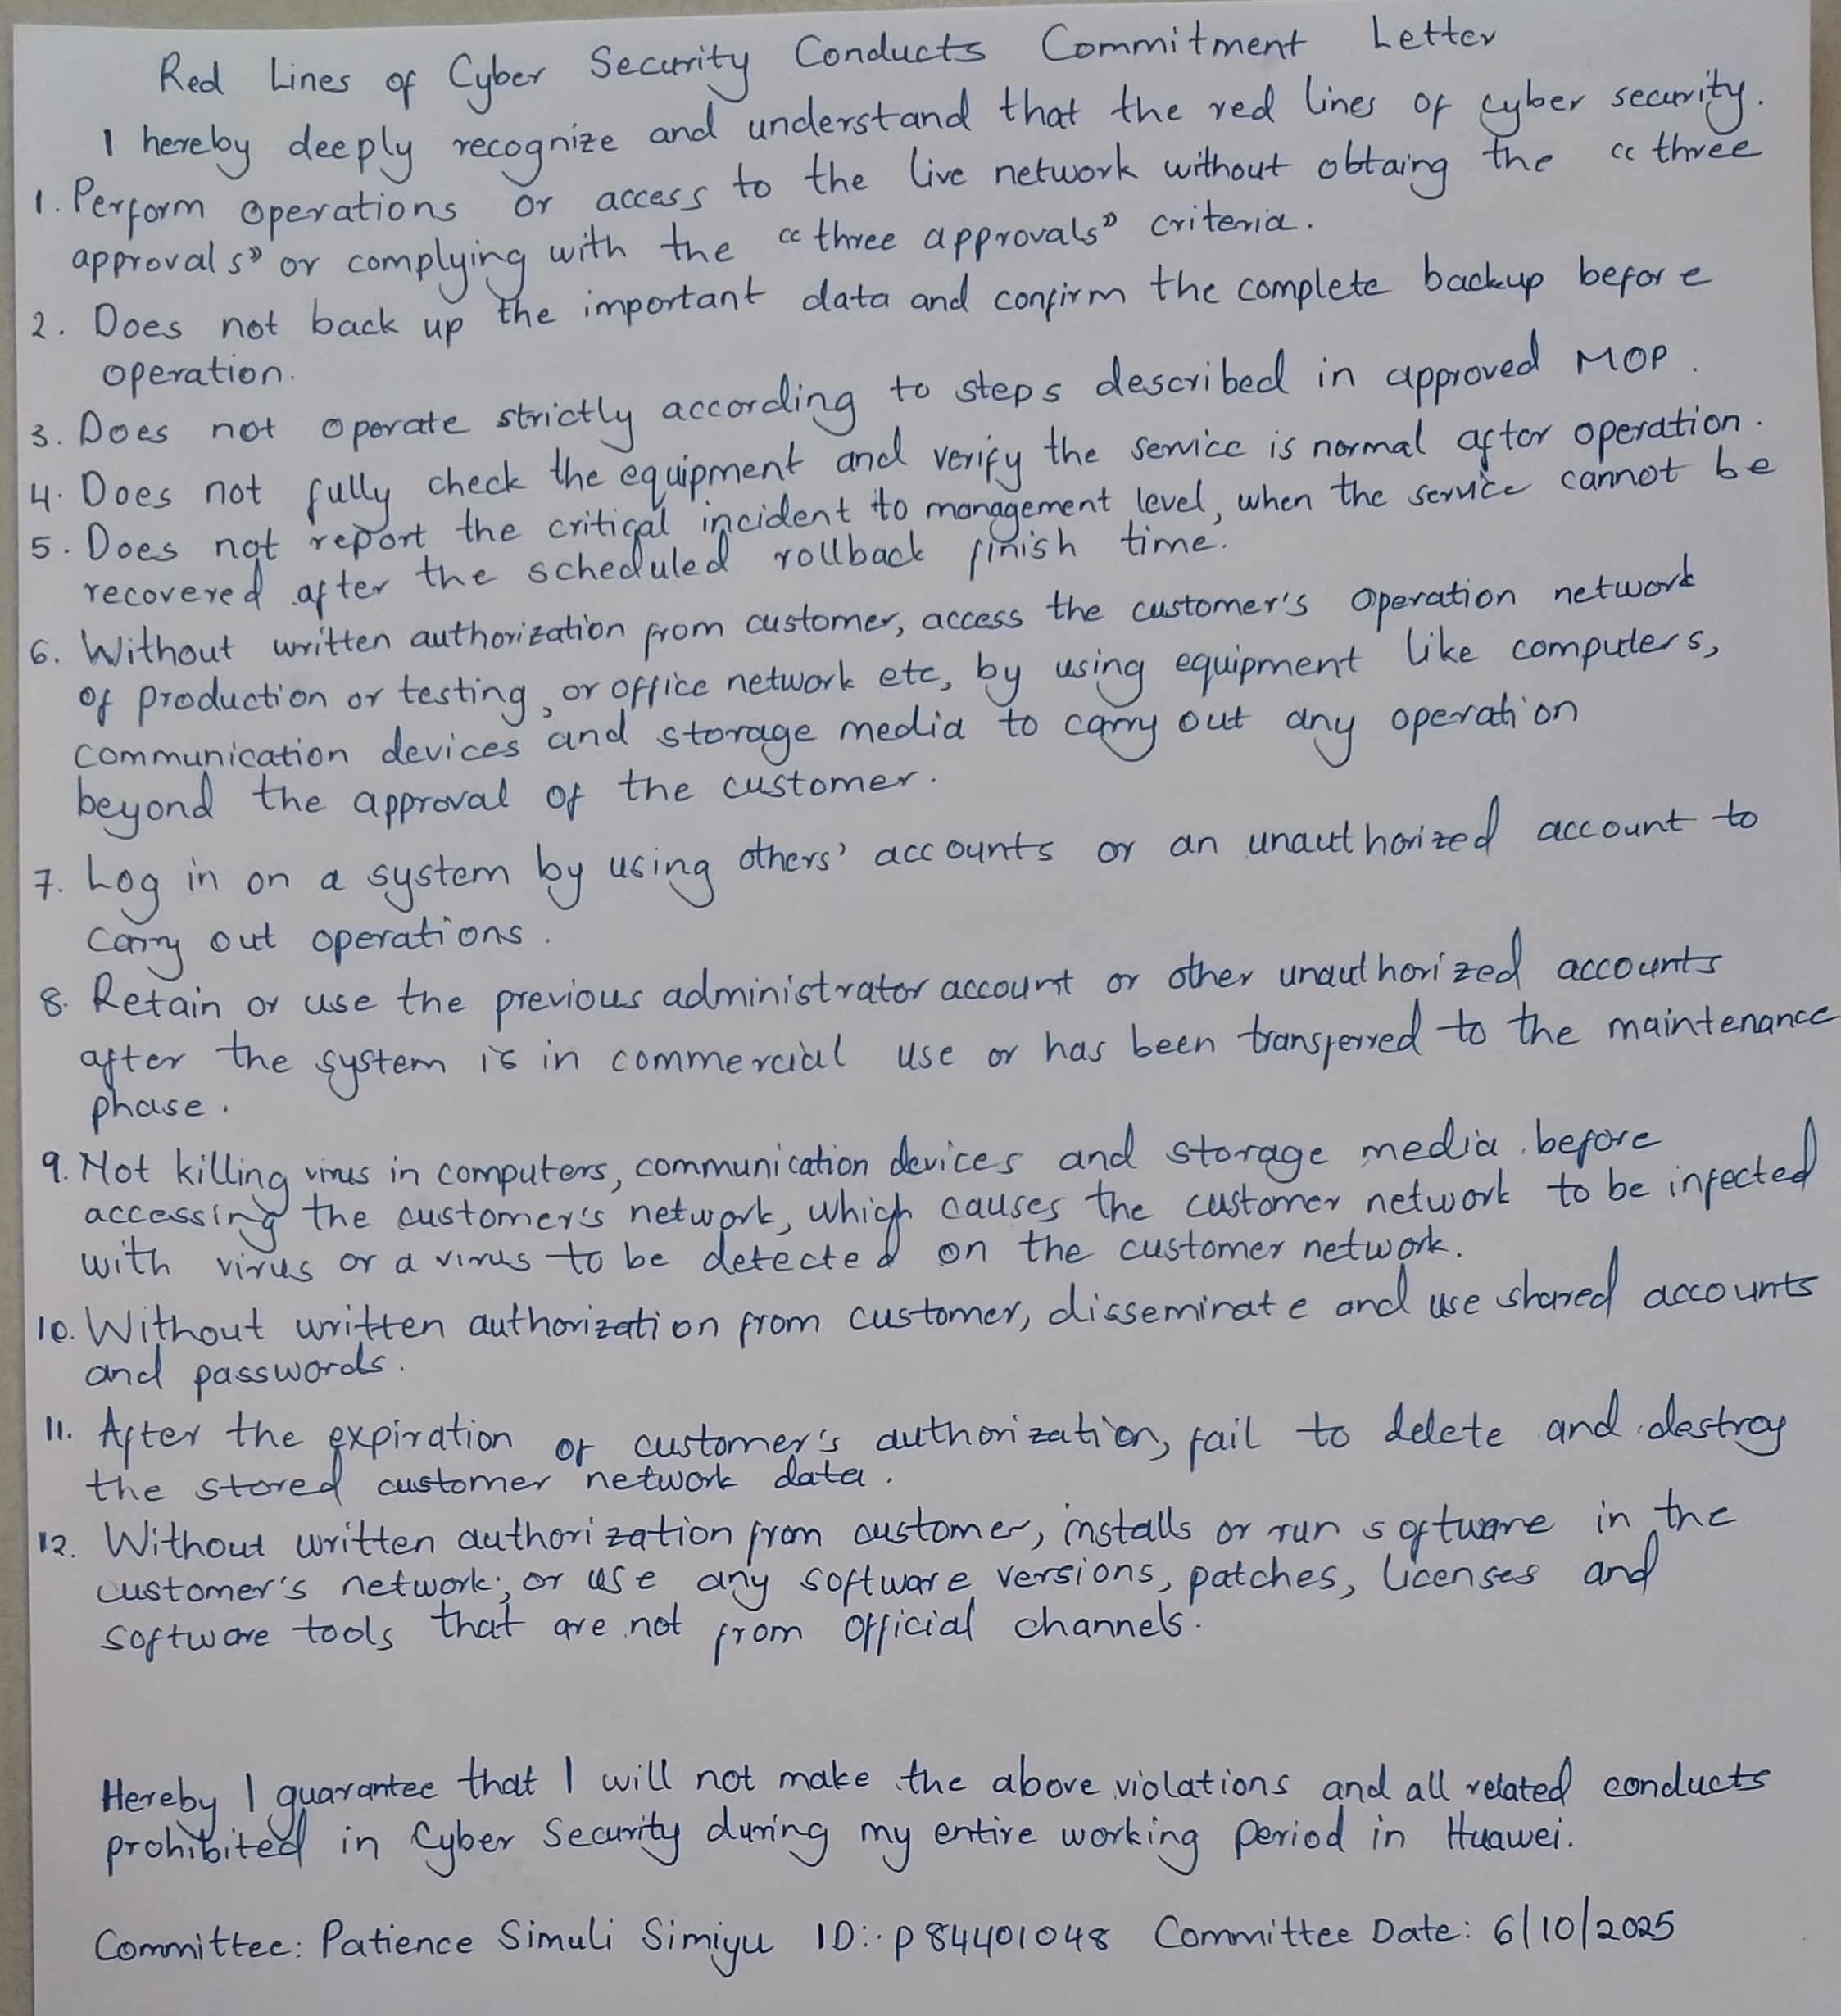 Red Lines of Cyber Security Conducts Commitment Letter
I hereby deeply recognize and understand that the red lines of cyber security.
1. Perform operations or access to the live network without obtaing the "three
approvals" or complying with the "three approvals" criteria.
2. Does not back up the important data and confirm the complete backup before
operation.
3. Does not operate strictly according to steps described in approved MOP.
4. Does not fully check the equipment and verify the service is normal after operation.
5. Does not report the critical incident to management level, when the service cannot be
recovered after the scheduled rollback finish time.
6. Without written authorization from customer, access the customer's operation network
of production or testing, or office network etc, by using equipment like computers,
communication devices and storage media to carry out any operation
beyond the approval of the customer.
7. Log in on a system by using others' accounts or an unauthorized account to
carry out operations.
8. Retain or use the previous administrator account or other unauthorized accounts
after the system is in commercial use or has been transferred to the maintenance
phase.
9. Not killing virus in computers, communication devices and storage media before
accessing the customer's network, which causes the customer network to be infected
with virus or a virus to be detected on the customer network.
10. Without written authorization from customer, disseminate and use shared accounts
and passwords.
11. After the expiration of customer's authorization, fail to delete and destroy
the stored customer network data.
12. Without written authorization from customer, installs or run software in the
customer's network; or use any software versions, patches, licenses and
software tools that are not from official channels.
Hereby I guarantee that I will not make the above violations and all related conducts
prohibited in Cyber Security during my entire working period in Huawei.
Committee: Patience Simuli Simiyu ID: P84401048 Committee Date: 6/10/2025